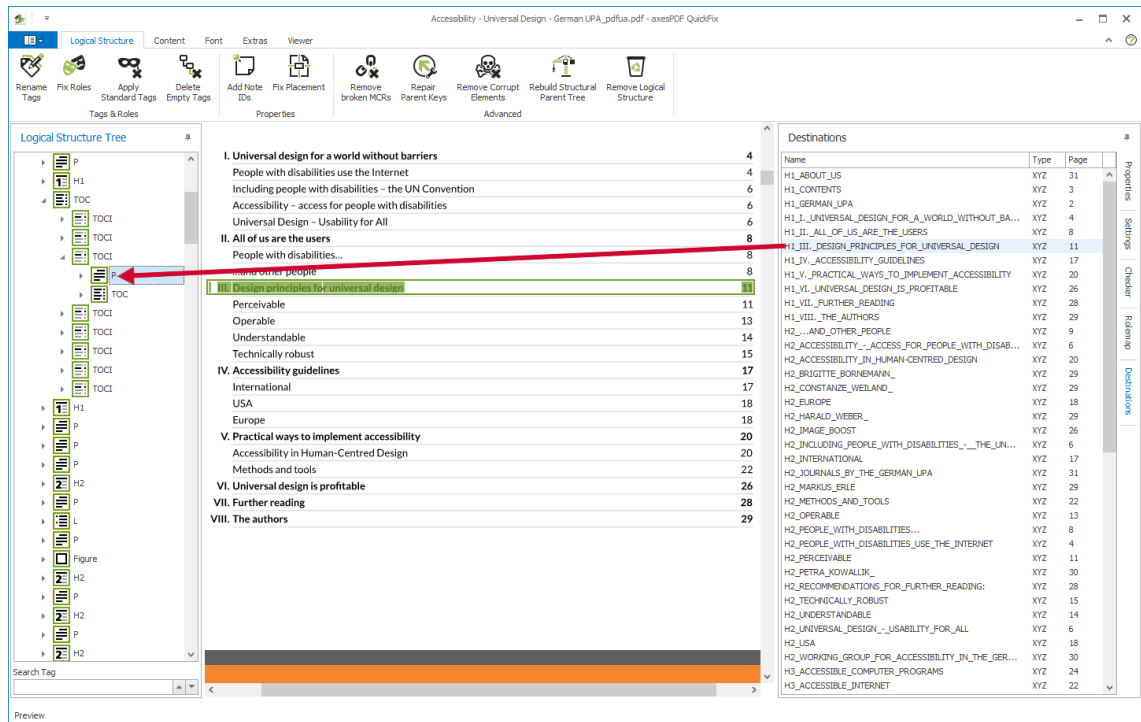 Accessibility - Universal Design - German UPA_pdfua.pdf - axesPDF QuickFix
Logical Structure Content Font Extras Viewer
Rename Tags
Fix Roles
Apply Standard Tags
Delete Empty Tags
Add Note IDs
Fix Placement
Remove broken MCRs
Repair Parent Keys
Remove Corrupt Elements
Rebuild Structural Parent Tree
Remove Logical Structure
Tags & Roles
Properties
Advanced
Logical Structure Tree
P
H1
TOC
TOCI
TOCI
TOCI
P
TOC
TOCI
TOCI
TOCI
TOCI
TOCI
H1
P
P
P
H2
P
L
P
Figure
H2
P
H2
P
H2
Search Tag
Preview
I. Universal design for a world without barriers 4
People with disabilities use the Internet 4
Including people with disabilities – the UN Convention 6
Accessibility – access for people with disabilities 6
Universal Design – Usability for All 6
II. All of us are the users 8
People with disabilities... 8
...and other people 8
III. Design principles for universal design 11
Perceivable 11
Operable 13
Understandable 14
Technically robust 15
IV. Accessibility guidelines 17
International 17
USA 18
Europe 18
V. Practical ways to implement accessibility 20
Accessibility in Human-Centred Design 20
Methods and tools 22
VI. Universal design is profitable 26
VII. Further reading 28
VIII. The authors 29
Destinations
Name Type Page
H1_ABOUT_US XYZ 31
H1_CONTENTS XYZ 3
H1_GERMAN_UPA XYZ 2
H1_I._UNIVERSAL_DESIGN_FOR_A_WORLD_WITHOUT_BA... XYZ 4
H1_II._ALL_OF_US_ARE_THE_USERS XYZ 8
H1_III._DESIGN_PRINCIPLES_FOR_UNIVERSAL_DESIGN XYZ 11
H1_IV._ACCESSIBILITY_GUIDELINES XYZ 17
H1_V._PRACTICAL_WAYS_TO_IMPLEMENT_ACCESSIBILITY XYZ 20
H1_VI._UNIVERSAL_DESIGN_IS_PROFITABLE XYZ 26
H1_VII._FURTHER_READING XYZ 28
H1_VIII._THE_AUTHORS XYZ 29
H2_...AND_OTHER_PEOPLE XYZ 9
H2_ACCESSIBILITY_-_ACCESS_FOR_PEOPLE_WITH_DISAB... XYZ 6
H2_ACCESSIBILITY_IN_HUMAN-CENTRED_DESIGN XYZ 20
H2_BRIGITTE_BORNEMANN_ XYZ 29
H2_CONSTANZE_WEILAND_ XYZ 29
H2_EUROPE XYZ 18
H2_HARALD_WEBER_ XYZ 29
H2_IMAGE_BOOST XYZ 26
H2_INCLUDING_PEOPLE_WITH_DISABILITIES_-__THE_UN... XYZ 6
H2_INTERNATIONAL XYZ 17
H2_JOURNALS_BY_THE_GERMAN_UPA XYZ 31
H2_MARKUS_ERLE XYZ 29
H2_METHODS_AND_TOOLS XYZ 22
H2_OPERABLE XYZ 13
H2_PEOPLE_WITH_DISABILITIES... XYZ 8
H2_PEOPLE_WITH_DISABILITIES_USE_THE_INTERNET XYZ 4
H2_PERCEIVABLE XYZ 11
H2_PETRA_KOWALLIK_ XYZ 30
H2_RECOMMENDATIONS_FOR_FURTHER_READING: XYZ 28
H2_TECHNICALLY_ROBUST XYZ 15
H2_UNDERSTANDABLE XYZ 14
H2_UNIVERSAL_DESIGN_-_USABILITY_FOR_ALL XYZ 6
H2_USA XYZ 18
H2_WORKING_GROUP_FOR_ACCESSIBILITY_IN_THE_GER... XYZ 30
H3_ACCESSIBLE_COMPUTER_PROGRAMS XYZ 24
H3_ACCESSIBLE_INTERNET XYZ 22
Properties
Settings
Checker
Rolemap
Destinations